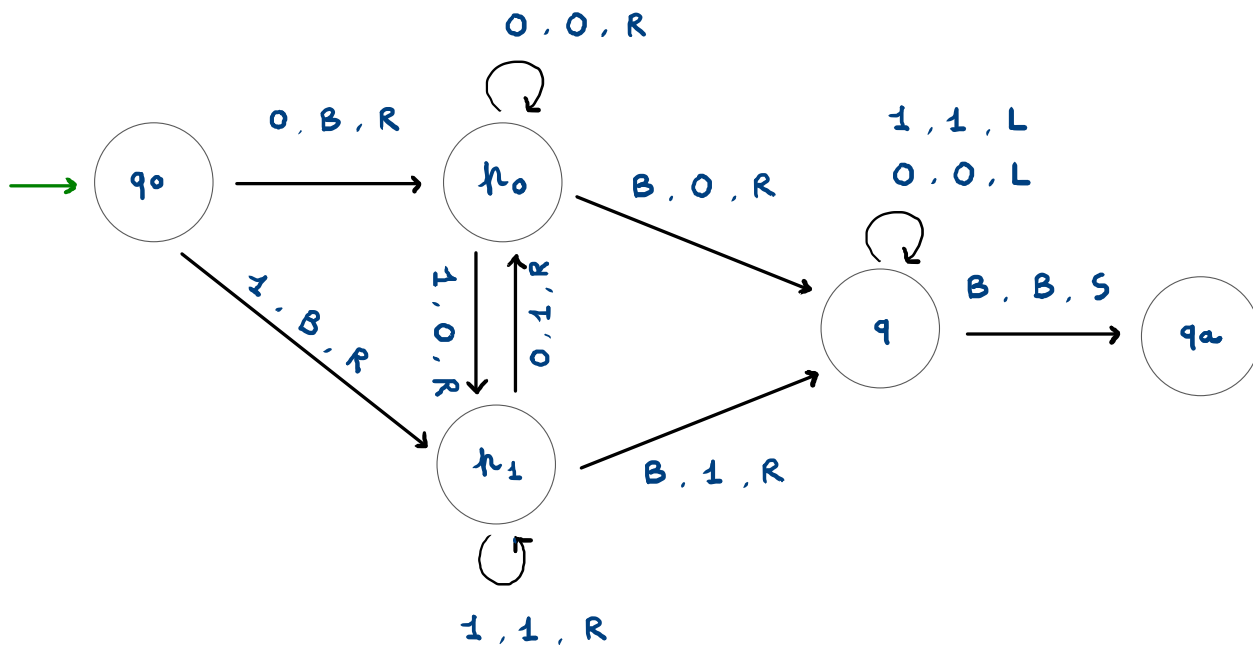 0, 0, R
0, B, R
1, 1, L
0, 0, L
q0
p0
B, 0, R
1, B, R
1, 0, R
0, 1, R
B, B, S
q
qa
p1
B, 1, R
1, 1, R